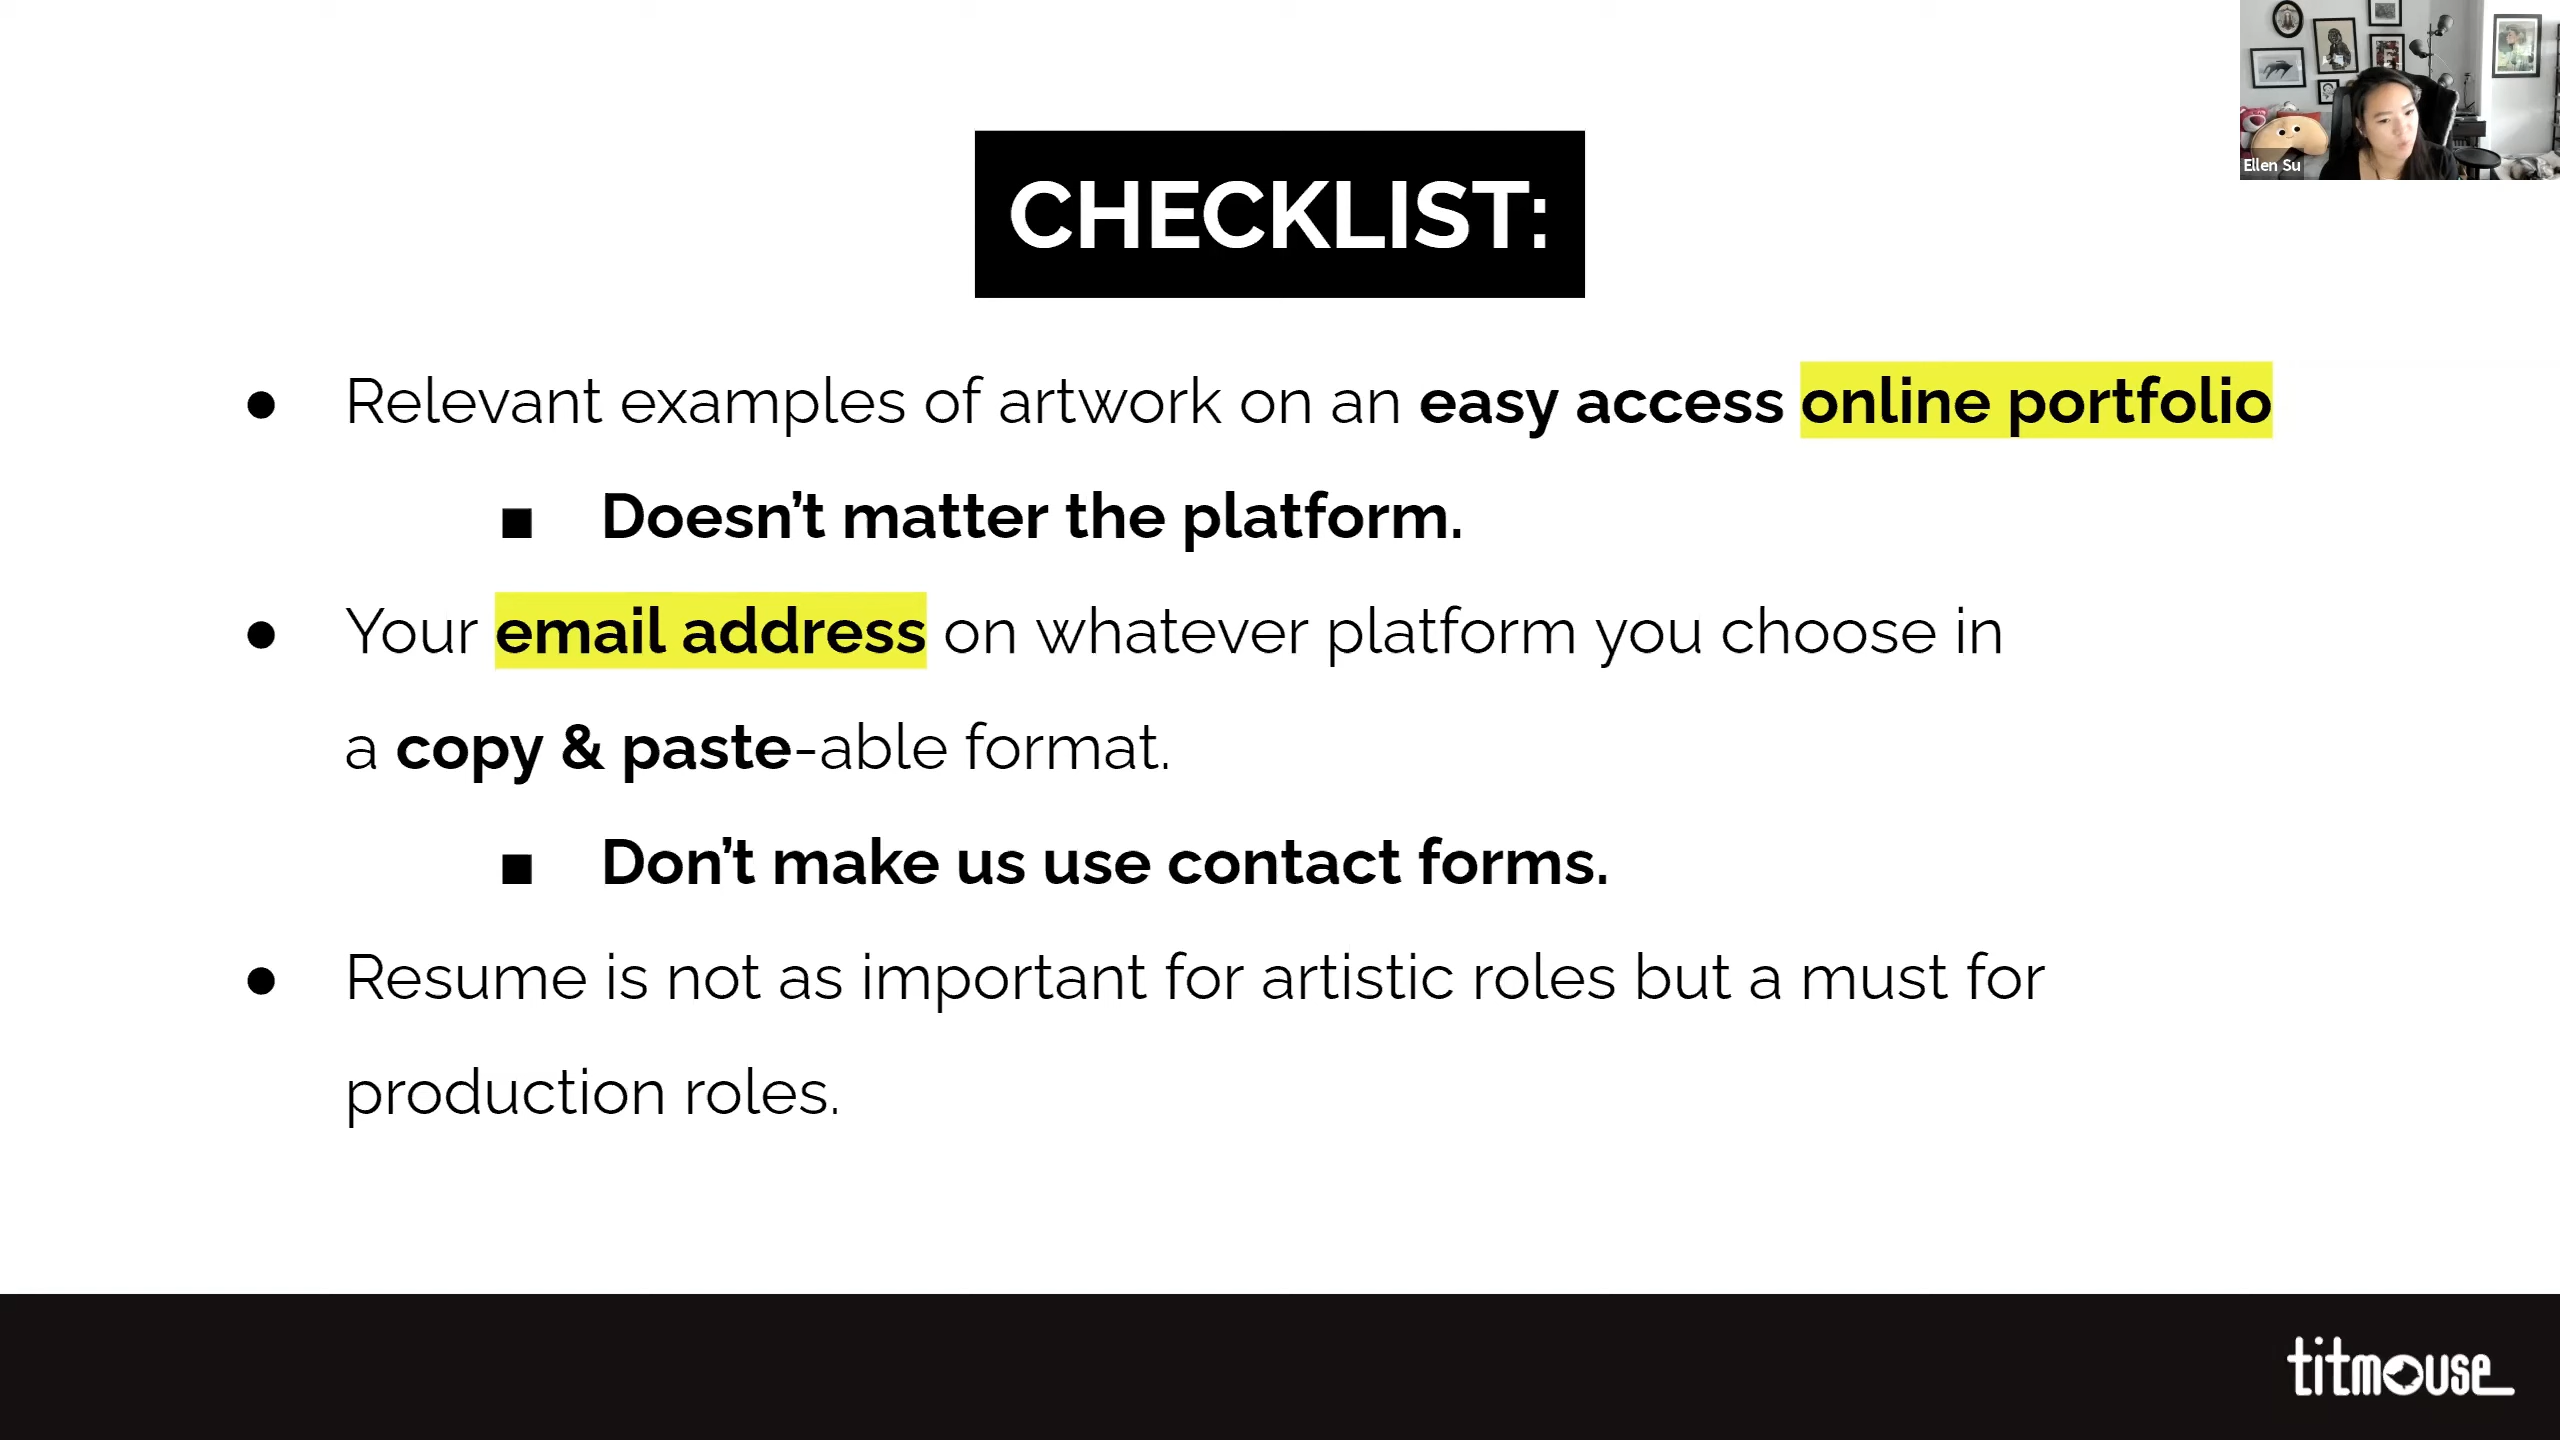 CHECKLIST:
Ellen Su
● Relevant examples of artwork on an easy access online portfolio
■ Doesn’t matter the platform.
● Your email address on whatever platform you choose in
a copy & paste-able format.
■ Don’t make us use contact forms.
● Resume is not as important for artistic roles but a must for
production roles.
titmouse